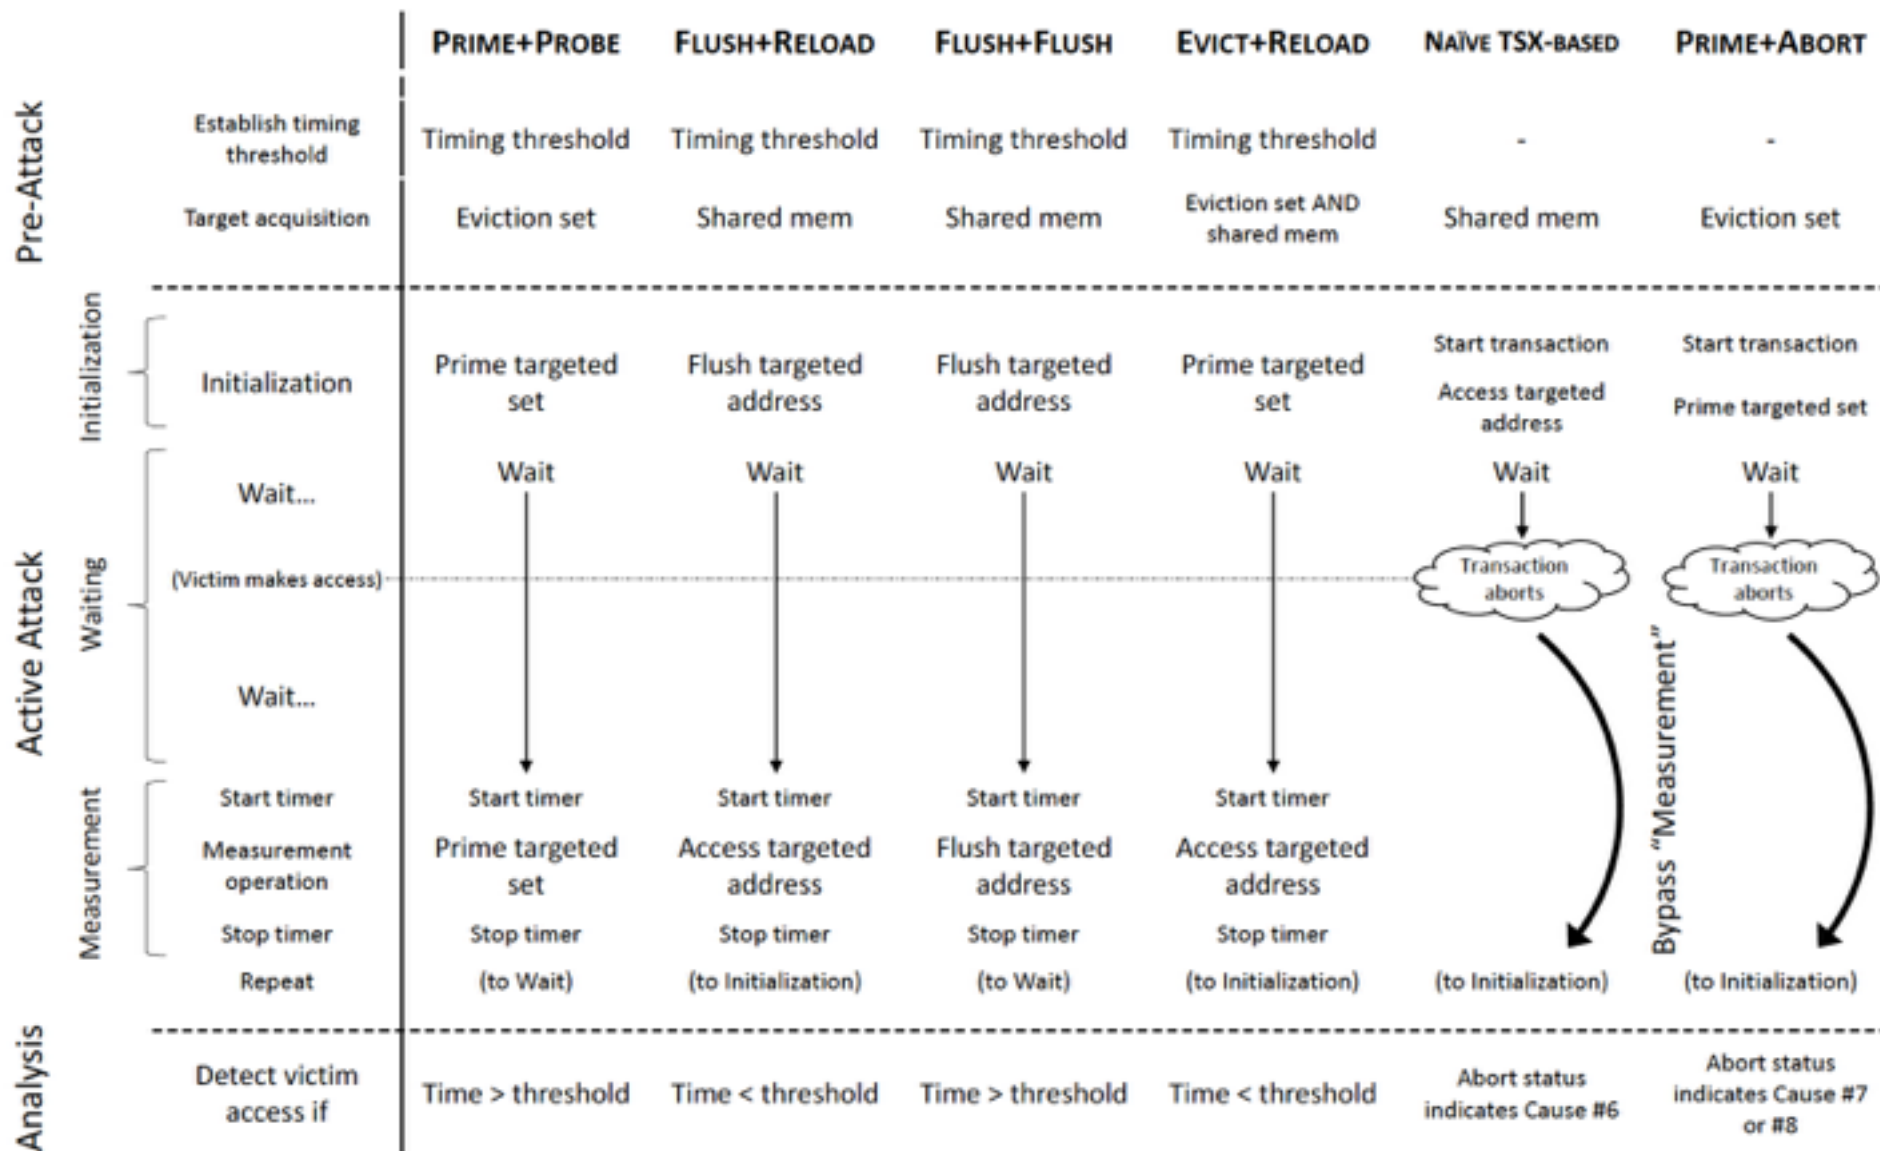 PRIME+PROBE FLUSH+RELOAD FLUSH+FLUSH EVICT+RELOAD NAÏVE TSX-BASED PRIME+ABORT
Pre-Attack
Establish timing
threshold
Timing threshold Timing threshold Timing threshold Timing threshold - -
Target acquisition
Eviction set Shared mem Shared mem
Eviction set AND
shared mem
Shared mem Eviction set
Active Attack
Initialization
Initialization
Prime targeted
set
Flush targeted
address
Flush targeted
address
Prime targeted
set
Start transaction
Access targeted
address
Start transaction
Prime targeted set
Waiting
Wait...
Wait Wait Wait Wait Wait Wait
(Victim makes access)
Transaction
aborts
Transaction
aborts
Wait...
Bypass “Measurement”
Measurement
Start timer Start timer Start timer Start timer Start timer
Measurement
operation
Prime targeted
set
Access targeted
address
Flush targeted
address
Access targeted
address
Stop timer Stop timer Stop timer Stop timer Stop timer
Repeat (to Wait) (to Initialization) (to Wait) (to Initialization) (to Initialization) (to Initialization)
Analysis
Detect victim
access if
Time > threshold Time < threshold Time > threshold Time < threshold
Abort status
indicates Cause #6
Abort status
indicates Cause #7
or #8